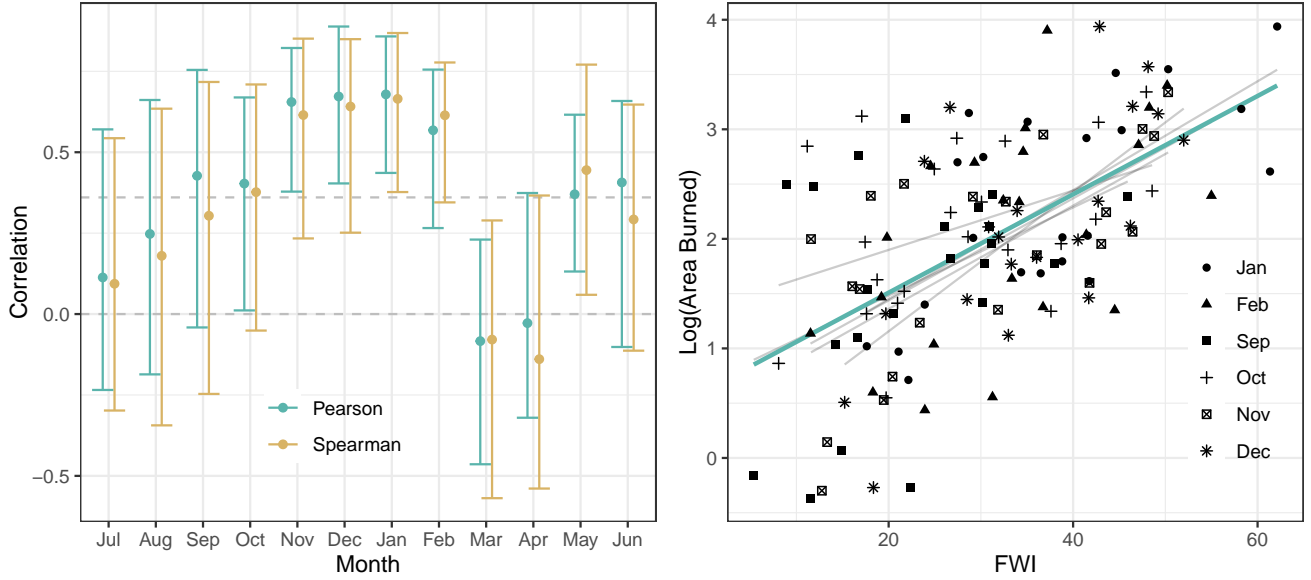 Correlation
0.5
0.0
−0.5
Pearson
Spearman
Jul Aug Sep Oct Nov Dec Jan Feb Mar Apr May Jun
Month
Log(Area Burned)
4
3
2
1
0
Jan
Feb
Sep
Oct
Nov
Dec
20 40 60
FWI